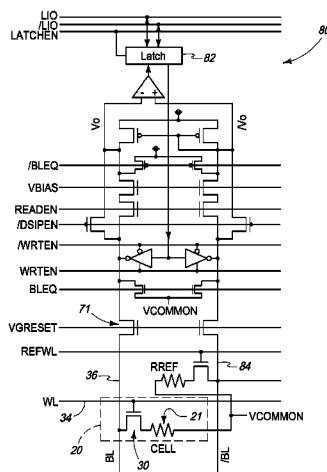 LIO
/LIO
LATCHEN
Latch
82
80
- +
Vo
/Vo
/BLEQ
VBIAS
READEN
/DSIPEN
/WRTEN
WRTEN
BLEQ
VCOMMON
71
VGRESET
REFWL
36
RREF
84
WL
34
21
VCOMMON
20
CELL
30
BL
/BL